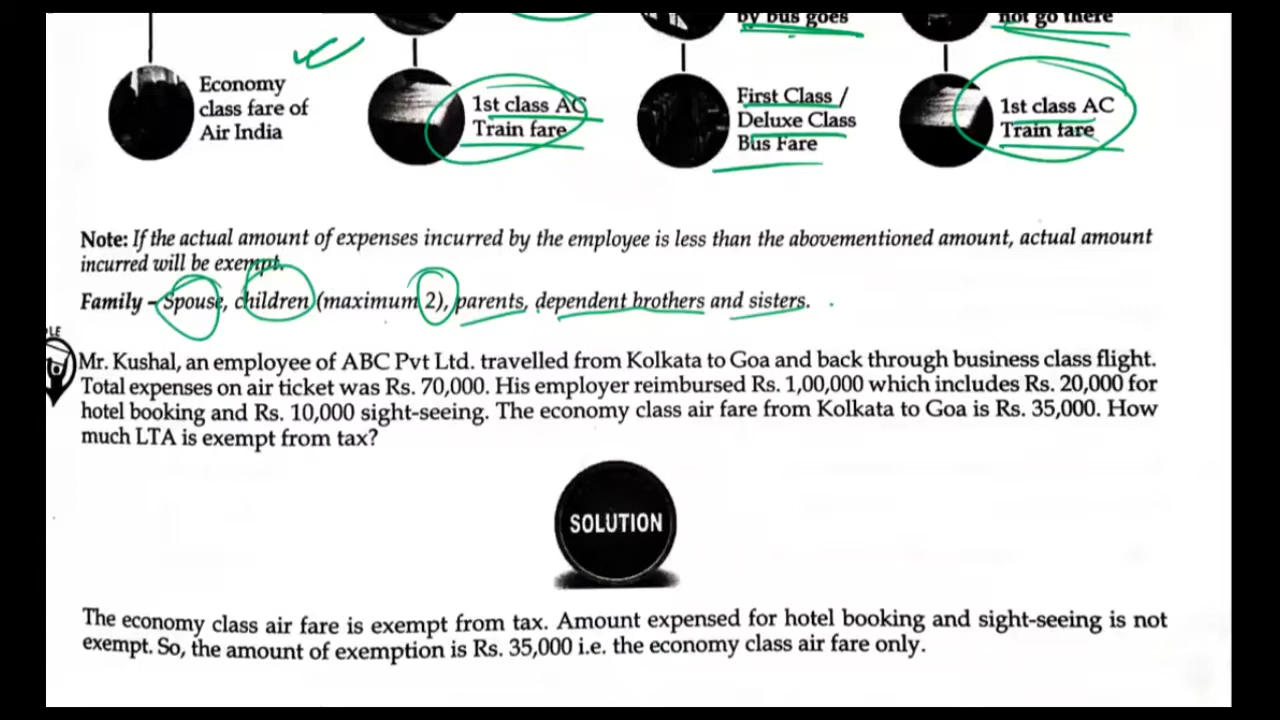 by bus goes
not go there
Economy
class fare of
Air India
1st class AC
Train fare
First Class /
Deluxe Class
Bus Fare
1st class AC
Train fare
Note: If the actual amount of expenses incurred by the employee is less than the abovementioned amount, actual amount
incurred will be exempt.
Family – Spouse, children (maximum 2), parents, dependent brothers and sisters.
Mr. Kushal, an employee of ABC Pvt Ltd. travelled from Kolkata to Goa and back through business class flight.
Total expenses on air ticket was Rs. 70,000. His employer reimbursed Rs. 1,00,000 which includes Rs. 20,000 for
hotel booking and Rs. 10,000 sight-seeing. The economy class air fare from Kolkata to Goa is Rs. 35,000. How
much LTA is exempt from tax?
SOLUTION
The economy class air fare is exempt from tax. Amount expensed for hotel booking and sight-seeing is not
exempt. So, the amount of exemption is Rs. 35,000 i.e. the economy class air fare only.